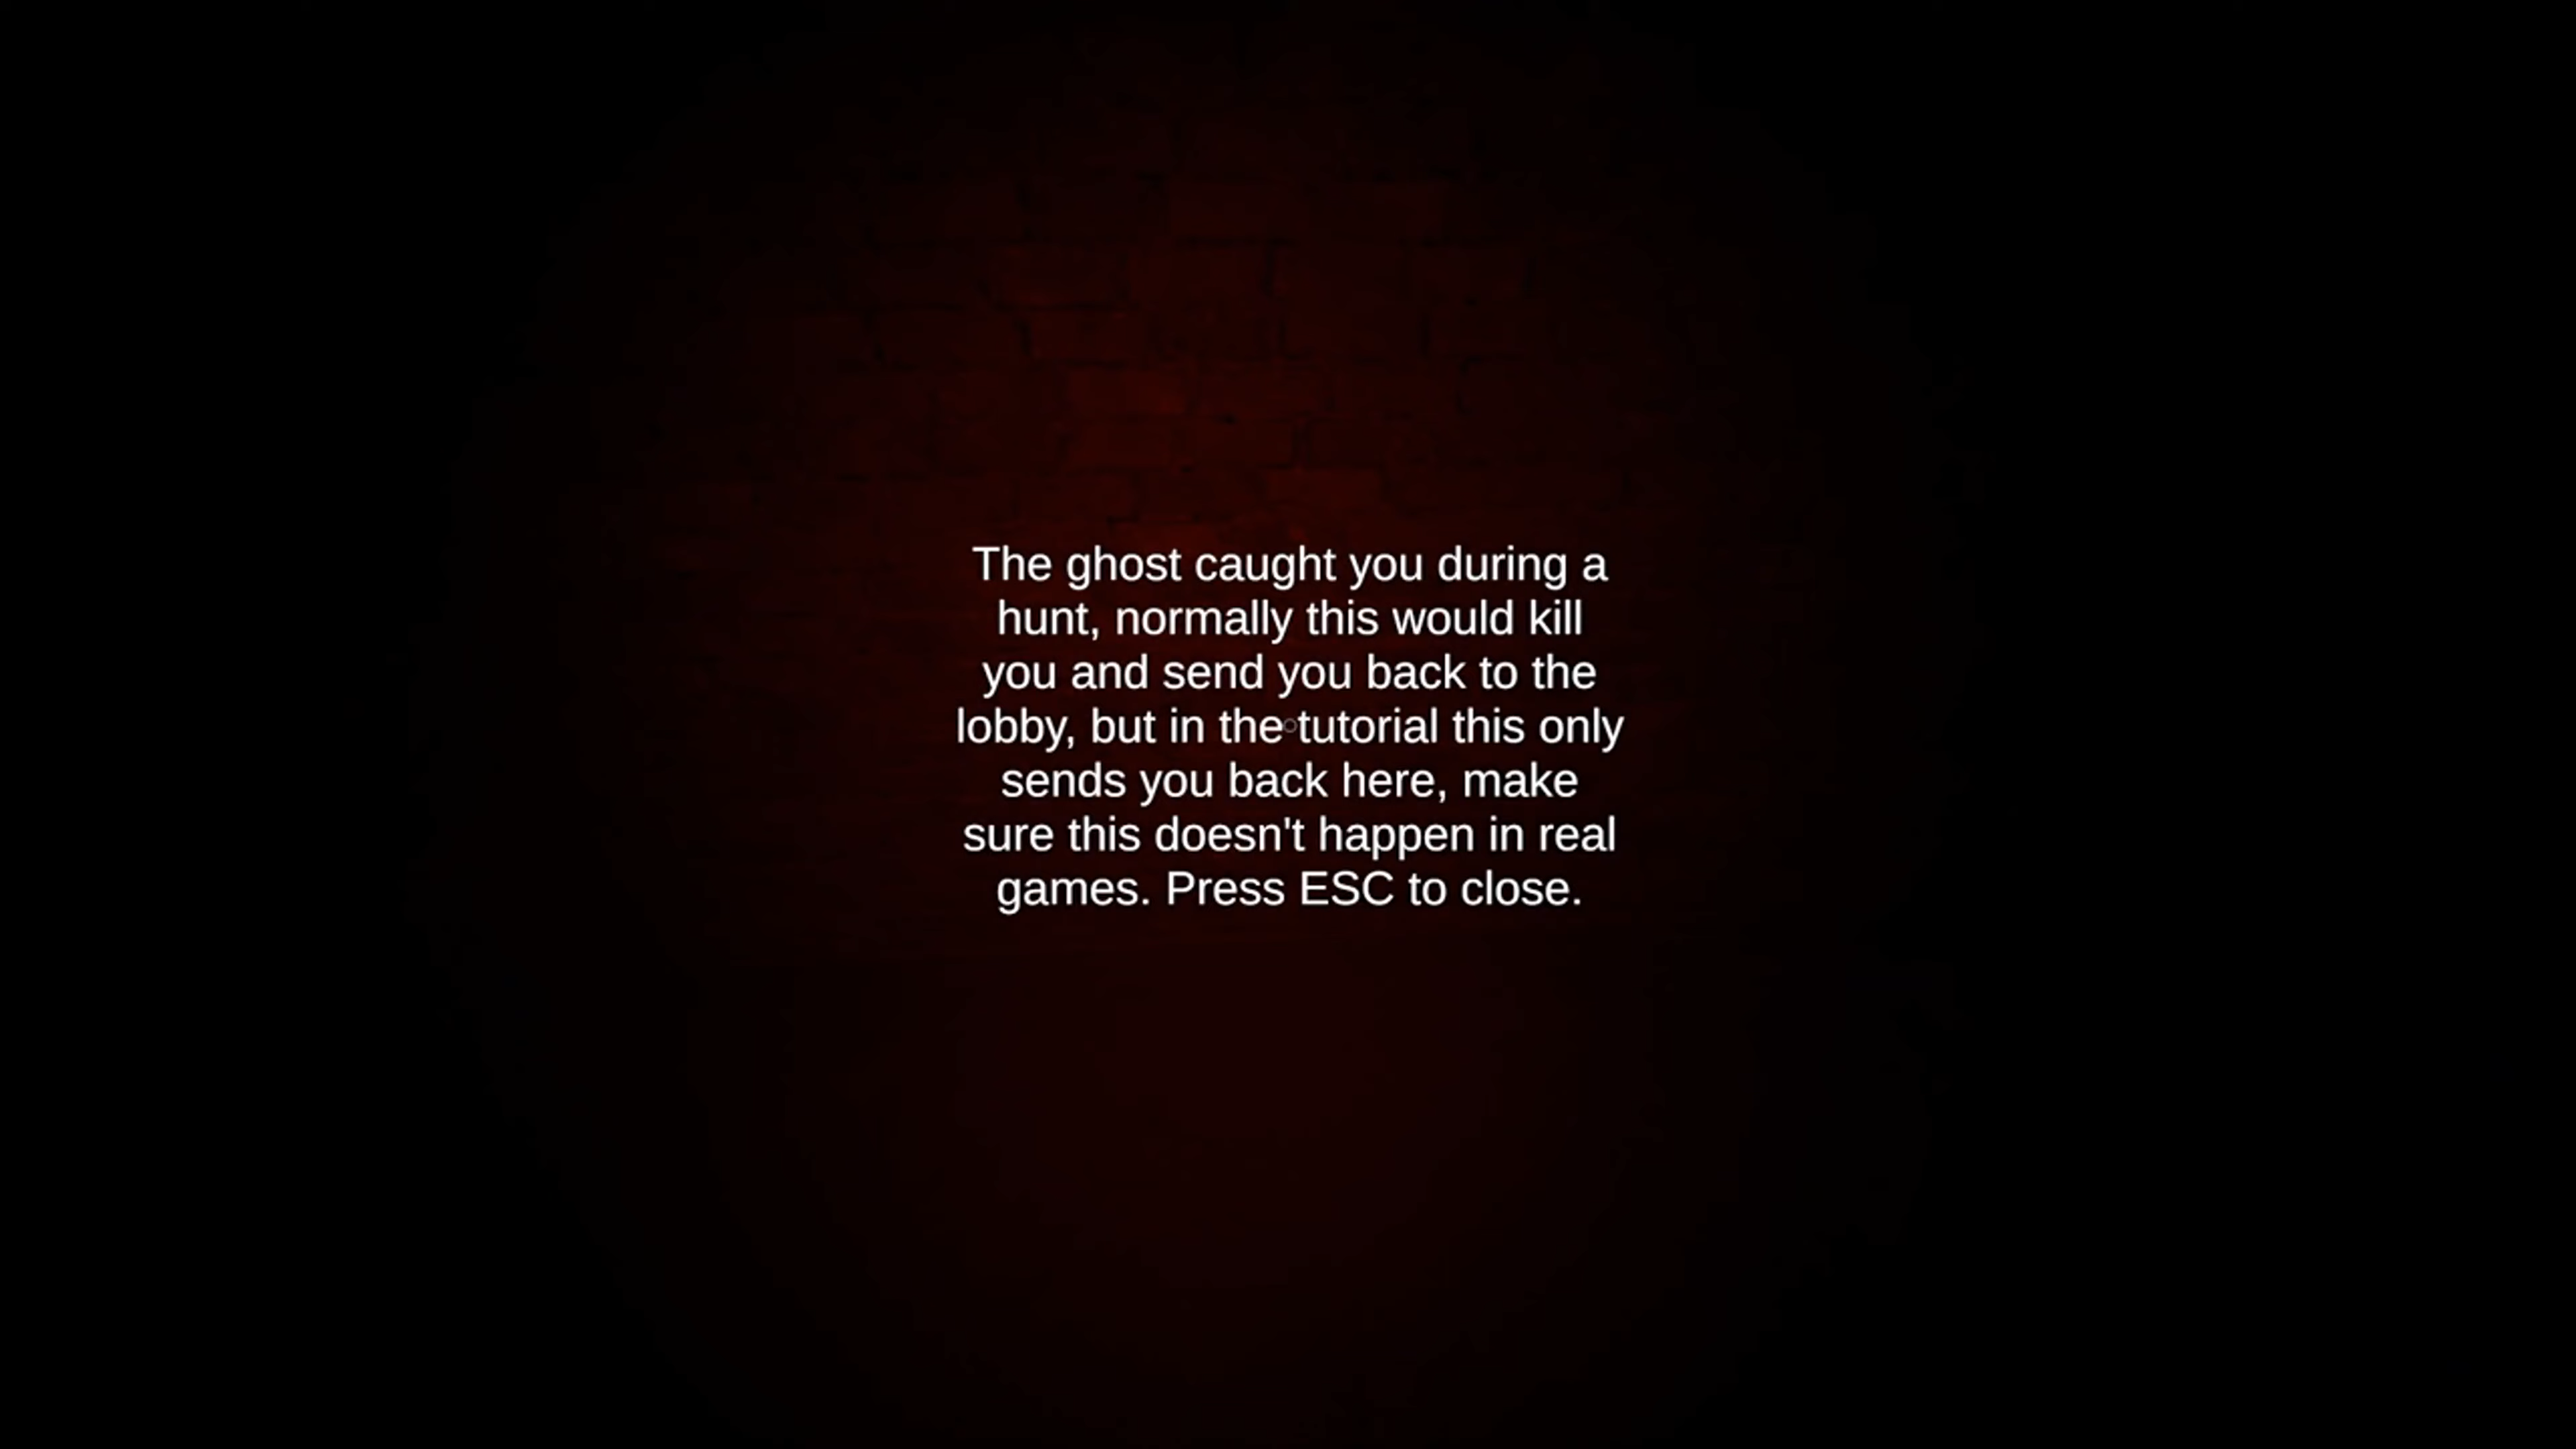 The ghost caught you during a
hunt, normally this would kill
you and send you back to the
lobby, but in the tutorial this only
sends you back here, make
sure this doesn't happen in real
games. Press ESC to close.